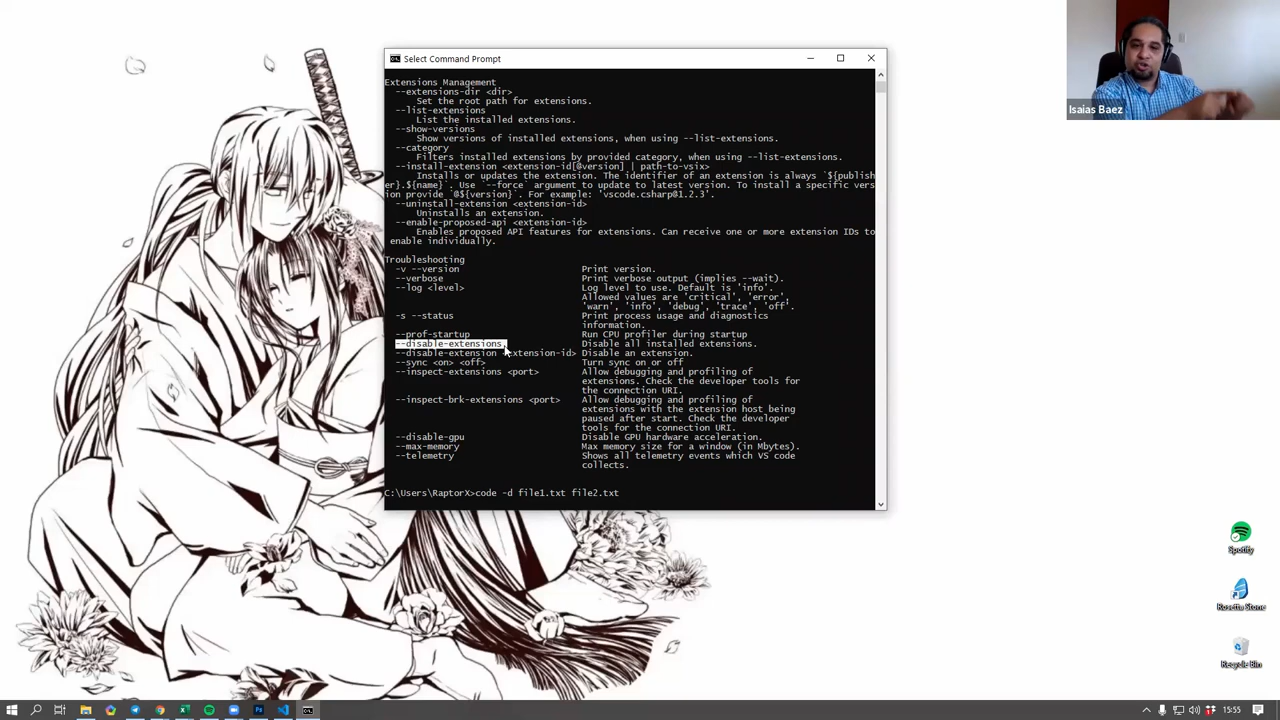 Select Command Prompt
Extensions Management
--extensions-dir <dir>
Set the root path for extensions.
--list-extensions
List the installed extensions.
--show-versions
Show versions of installed extensions, when using --list-extensions.
--category
Filters installed extensions by provided category, when using --list-extensions.
--install-extension <extension-id[@version] | path-to-vsix>
Installs or updates the extension. The identifier of an extension is always `${publish
er}.${name}`. Use `--force` argument to update to latest version. To install a specific vers
ion provide `@${version}`. For example: 'vscode.csharp@1.2.3'.
--uninstall-extension <extension-id>
Uninstalls an extension.
--enable-proposed-api <extension-id>
Enables proposed API features for extensions. Can receive one or more extension IDs to
enable individually.
Troubleshooting
-v --version Print version.
--verbose Print verbose output (implies --wait).
--log <level> Log level to use. Default is 'info'.
Allowed values are 'critical', 'error',
'warn', 'info', 'debug', 'trace', 'off'.
-s --status Print process usage and diagnostics
information.
--prof-startup Run CPU profiler during startup
--disable-extensions Disable all installed extensions.
--disable-extension <extension-id> Disable an extension.
--sync <on> <off> Turn sync on or off
--inspect-extensions <port> Allow debugging and profiling of
extensions. Check the developer tools for
the connection URI.
--inspect-brk-extensions <port> Allow debugging and profiling of
extensions with the extension host being
paused after start. Check the developer
tools for the connection URI.
--disable-gpu Disable GPU hardware acceleration.
--max-memory Max memory size for a window (in Mbytes).
--telemetry Shows all telemetry events which VS code
collects.
C:\Users\RaptorX>code -d file1.txt file2.txt
Isaias Baez
Spotify
Rosetta Stone
Recycle Bin
15:55